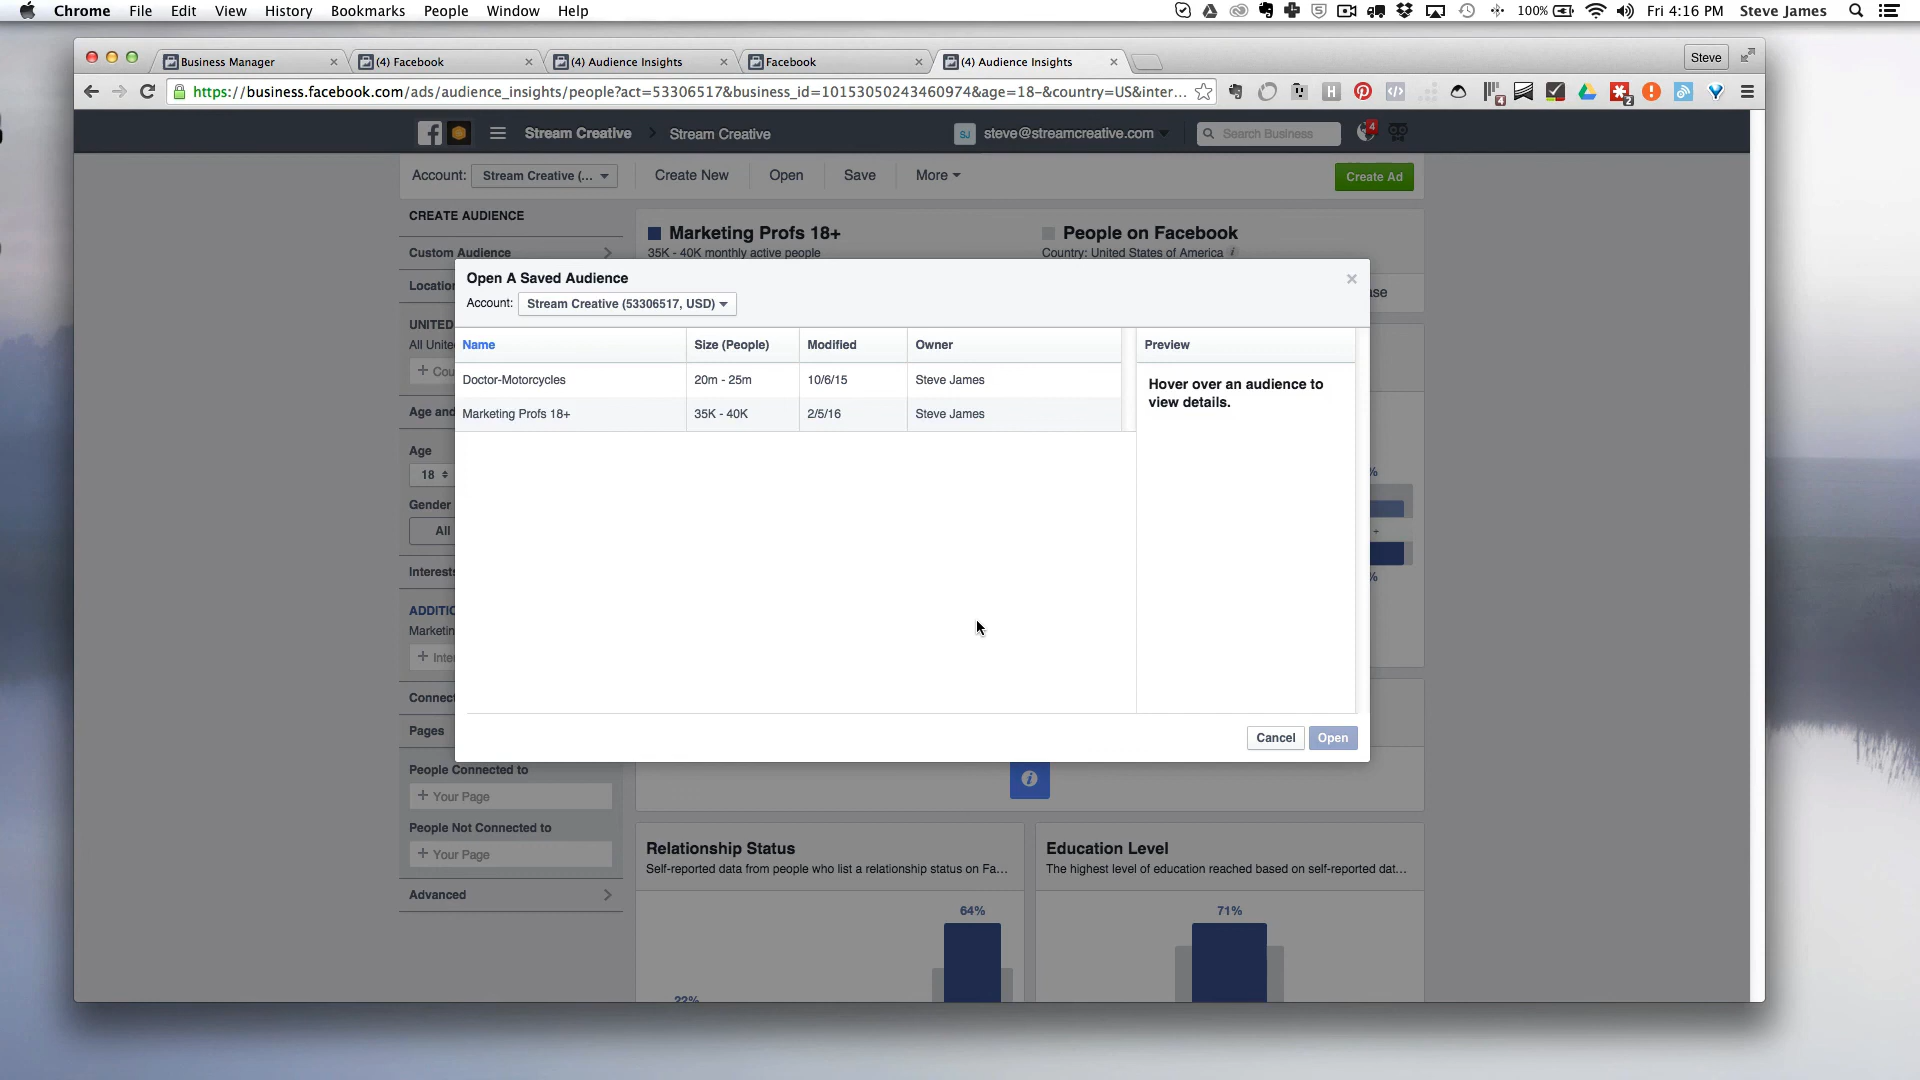 Chrome File Edit View History Bookmarks People Window Help
100% Fri 4:16 PM Steve James
Business Manager
(4) Facebook
(4) Audience Insights
Facebook
(4) Audience Insights
Steve
https://business.facebook.com/ads/audience_insights/people?act=53306517&business_id=10153050243460974&age=18-&country=US&inter...
Stream Creative > Stream Creative
SJ steve@streamcreative.com
Search Business
4
Account: Stream Creative (...
Create New
Open
Save
More
Create Ad
CREATE AUDIENCE
Custom Audience
Marketing Profs 18+
35K - 40K monthly active people
People on Facebook
Country: United States of America
Open A Saved Audience
Account: Stream Creative (53306517, USD)
Name Size (People) Modified Owner Preview
Doctor-Motorcycles 20m - 25m 10/6/15 Steve James
Marketing Profs 18+ 35K - 40K 2/5/16 Steve James
Hover over an audience to
view details.
Cancel Open
Locatio
UNITED
All Unite
+ Cou
Age and
Age
18
Gender
All
Interests
ADDITIO
Marketin
+ Inte
Connect
Pages
People Connected to
+ Your Page
People Not Connected to
+ Your Page
Advanced
Relationship Status
Self-reported data from people who list a relationship status on Fa...
64%
22%
Education Level
The highest level of education reached based on self-reported dat...
71%